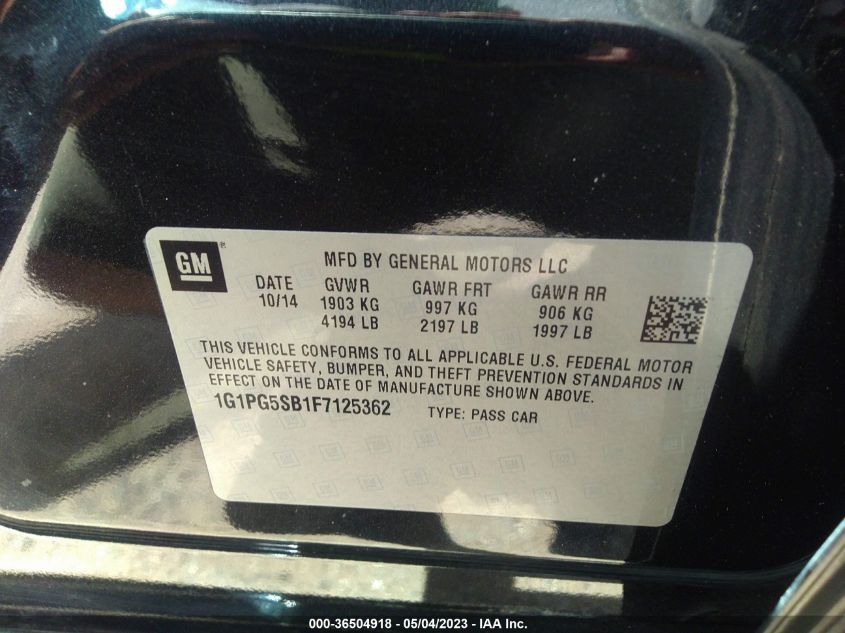 GM®
MFD BY GENERAL MOTORS LLC
DATE GVWR GAWR FRT GAWR RR
10/14 1903 KG 997 KG 906 KG
4194 LB 2197 LB 1997 LB
THIS VEHICLE CONFORMS TO ALL APPLICABLE U.S. FEDERAL MOTOR
VEHICLE SAFETY, BUMPER, AND THEFT PREVENTION STANDARDS IN
EFFECT ON THE DATE OF MANUFACTURE SHOWN ABOVE.
1G1PG5SB1F7125362 TYPE: PASS CAR
000-36504918 - 05/04/2023 - IAA Inc.